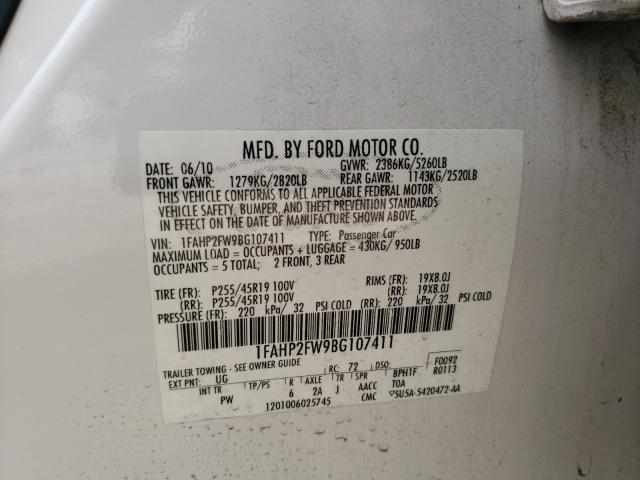 MFD. BY FORD MOTOR CO.
DATE: 06/10 GVWR: 2386KG/5260LB
FRONT GAWR: 1279KG/2820LB REAR GAWR: 1143KG/2520LB
THIS VEHICLE CONFORMS TO ALL APPLICABLE FEDERAL MOTOR
VEHICLE SAFETY, BUMPER, AND THEFT PREVENTION STANDARDS
IN EFFECT ON THE DATE OF MANUFACTURE SHOWN ABOVE.
VIN: 1FAHP2FW9BG107411 TYPE: Passenger Car
MAXIMUM LOAD = OCCUPANTS + LUGGAGE = 430KG/950LB
OCCUPANTS = 5 TOTAL; 2 FRONT, 3 REAR
TIRE (FR): P255/45R19 100V RIMS (FR): 19X8.0J
(RR): P255/45R19 100V (RR): 19X8.0J
PRESSURE (FR): 220 kPa/ 32 PSI COLD (RR): 220 kPa/ 32 PSI COLD
1FAHP2FW9BG107411
TRAILER TOWING - SEE OWNER GUIDE RC: 72 DSO: F0092
EXT PNT: UG BPH1F R0113
INT TR TP/PS R AXLE TR SPR TOA
PW 6 2A J AACC
1201006025745 CMC 5U5A-5420472-AA